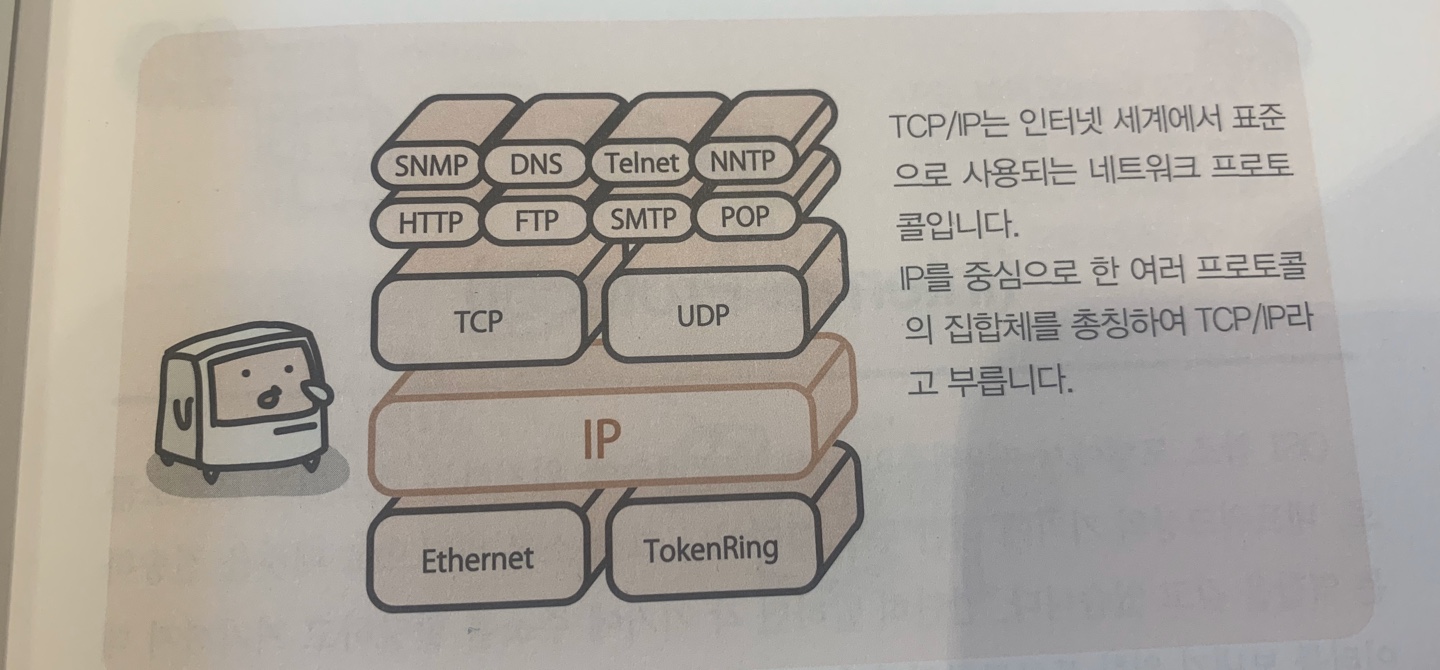 SNMP DNS Telnet NNTP
HTTP FTP SMTP POP
TCP UDP
IP
Ethernet TokenRing
TCP/IP는 인터넷 세계에서 표준
으로 사용되는 네트워크 프로토
콜입니다.
IP를 중심으로 한 여러 프로토콜
의 집합체를 총칭하여 TCP/IP라
고 부릅니다.